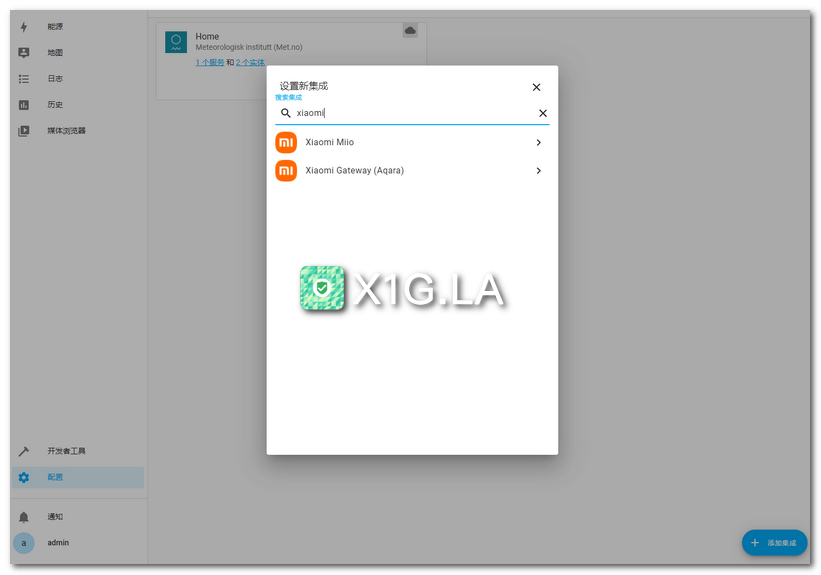 能源
地图
日志
历史
媒体浏览器
开发者工具
配置
通知
a
admin
Home
Meteorologisk institutt (Met.no)
1 个服务 和 2 个实体
设置新集成
搜索集成
xiaomi
mi Xiaomi Miio
mi Xiaomi Gateway (Aqara)
X1G.LA
添加集成